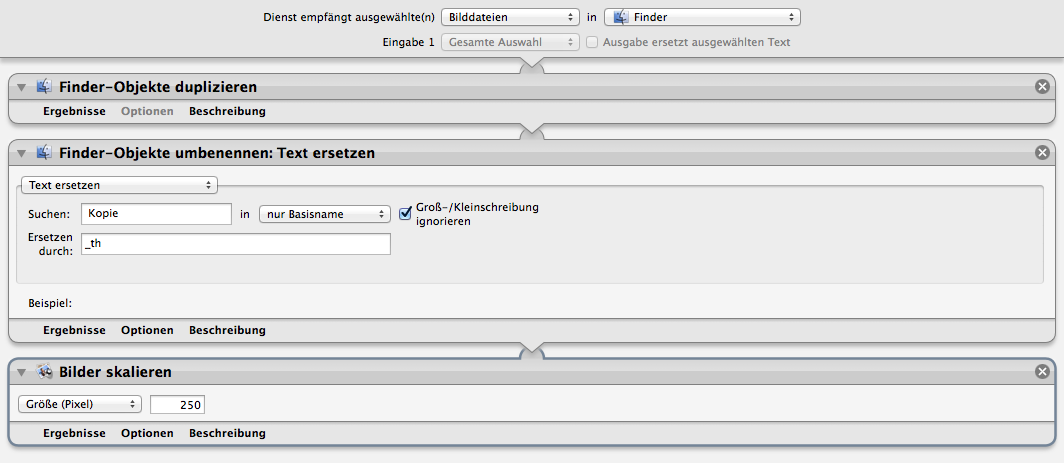 Dienst empfängt ausgewählte(n) Bilddateien in Finder
Eingabe 1 Gesamte Auswahl Ausgabe ersetzt ausgewählten Text
Finder-Objekte duplizieren
Ergebnisse Optionen Beschreibung
Finder-Objekte umbenennen: Text ersetzen
Text ersetzen
Suchen: Kopie in nur Basisname Groß-/Kleinschreibung
ignorieren
Ersetzen
durch: _th
Beispiel:
Ergebnisse Optionen Beschreibung
Bilder skalieren
Größe (Pixel) 250
Ergebnisse Optionen Beschreibung